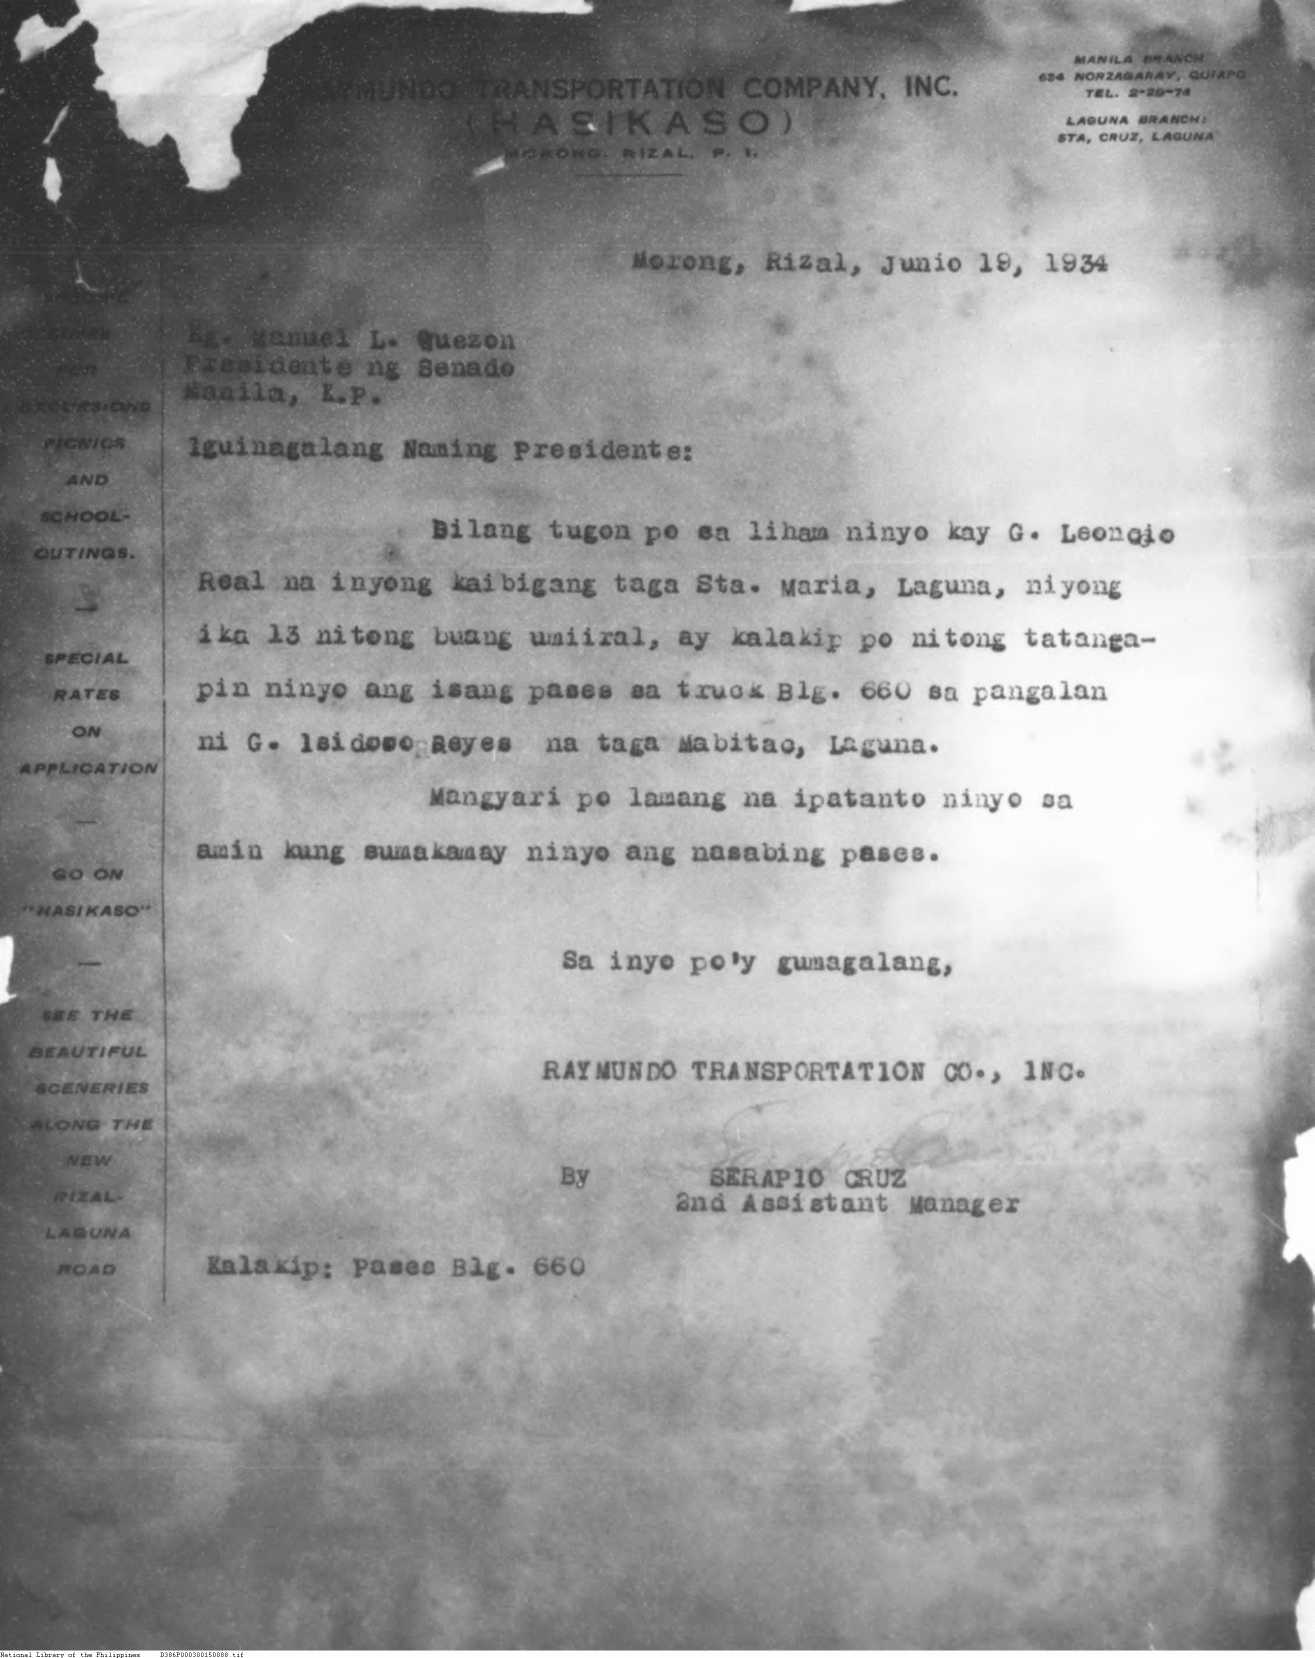 TRANSPORTATION COMPANY, INC.
(HASIKASO)
MORONG, RIZAL, P. I.
MANILA BRANCH
634 NORZAGARAY, QUIAPO
TEL. 2-29-74
LAGUNA BRANCH:
STA, CRUZ, LAGUNA
Morong, Rizal, Junio 19, 1934
Kg. Manuel L. Quezon
Presidente ng Senado
Manila, K.P.
Iguinagalang Naming Presidente:
Bilang tugon po sa liham ninyo kay G. Leoncio
Real na inyong kaibigang taga Sta. Maria, Laguna, niyong
ika 13 nitong buang umiiral, ay kalakip po nitong tatanga-
pin ninyo ang isang pases sa truck Blg. 660 sa pangalan
ni G. Isidoso Reyes na taga Mabitac, Laguna.
Mangyari po lamang na ipatanto ninyo sa
amin kung sumakamay ninyo ang nasabing pases.
Sa inyo po'y gumagalang,
RAYMUNDO TRANSPORTATION CO., INC.
By SERAPIO CRUZ
2nd Assistant Manager
Kalakip: Pases Blg. 660
FOR
EXCURSIONS
PICNICS
AND
SCHOOL-
OUTINGS.
—
SPECIAL
RATES
ON
APPLICATION
—
GO ON
"HASIKASO"
—
SEE THE
BEAUTIFUL
SCENERIES
ALONG THE
NEW
RIZAL-
LAGUNA
ROAD
National Library of the Philippines D386P000300150088.tif